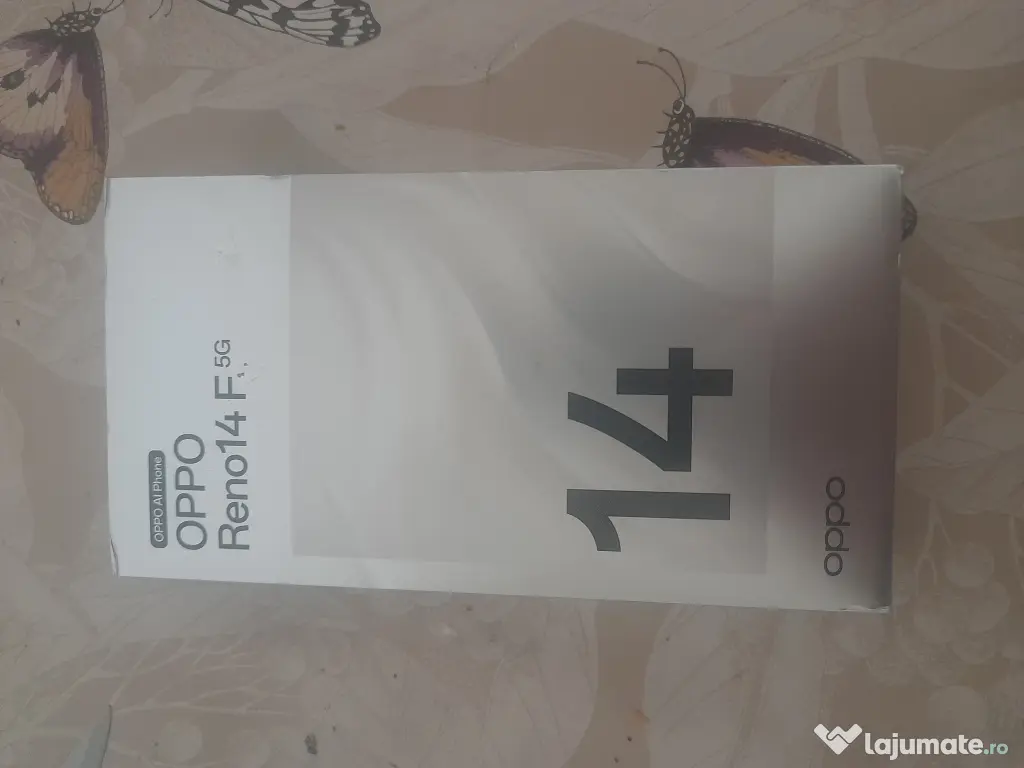 OPPO AI Phone
OPPO
Reno14 F 5G
14
oppo
lajumate.ro